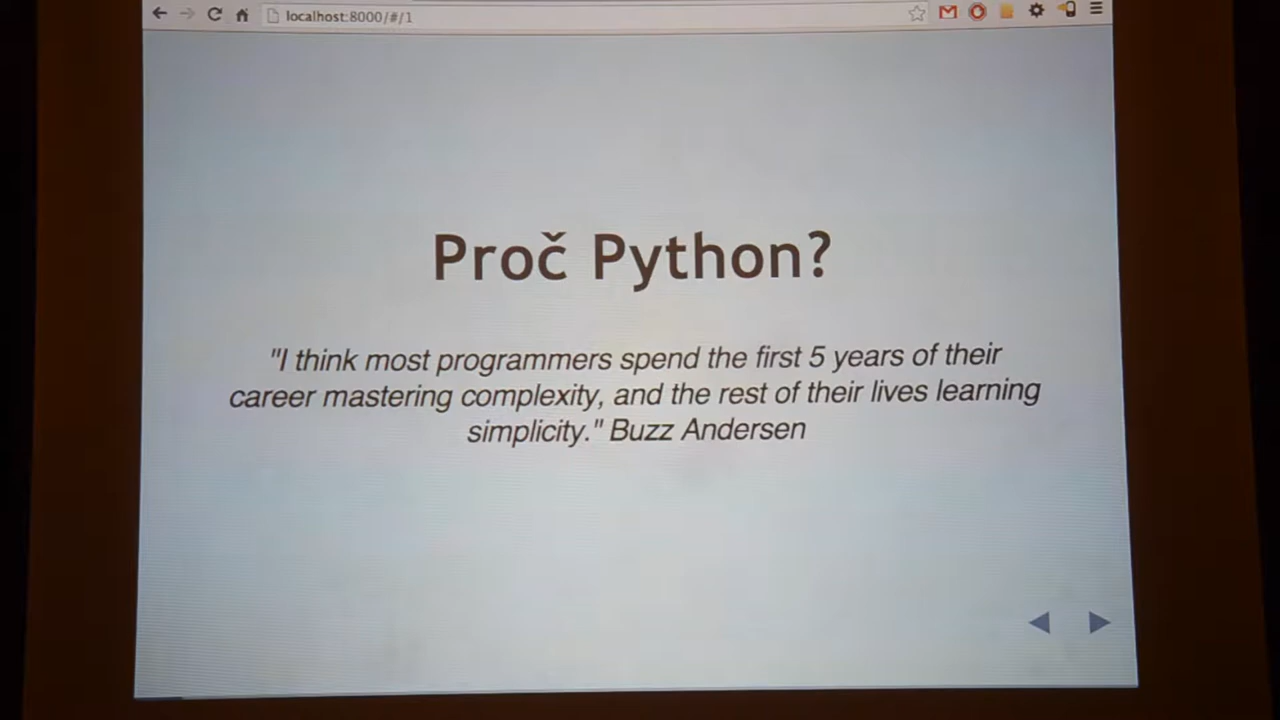 localhost:8000/#/1
Proč Python?
"I think most programmers spend the first 5 years of their
career mastering complexity, and the rest of their lives learning
simplicity." Buzz Andersen